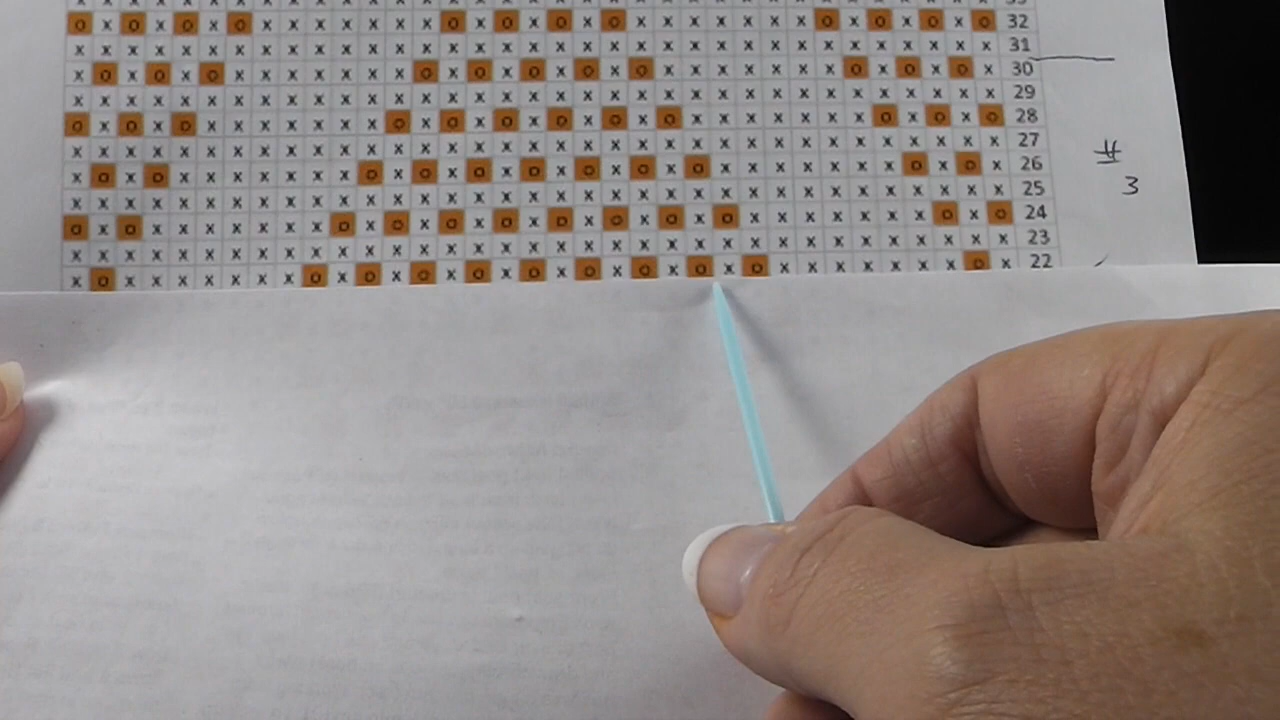 o x o x o x o x x x x x x x o x o x o x o x x x x x x x o x o x o x o 32
x x x x x x x x x x x x x x x x x x x x x x x x x x x x x x x x x x x 31
x o x o x o x x x x x x x o x o x o x o x o x x x x x x x o x o x o x 30
x x x x x x x x x x x x x x x x x x x x x x x x x x x x x x x x x x x 29
o x o x o x x x x x x x o x o x o x o x o x o x x x x x x x o x o x o 28
x x x x x x x x x x x x x x x x x x x x x x x x x x x x x x x x x x x 27
x o x o x x x x x x x o x o x o x o x o x o x o x x x x x x x o x o x 26
x x x x x x x x x x x x x x x x x x x x x x x x x x x x x x x x x x x 25
o x o x x x x x x x o x o x o x o x o x o x o x o x x x x x x x o x o 24
x x x x x x x x x x x x x x x x x x x x x x x x x x x x x x x x x x x 23
x o x x x x x x x o x o x o x o x o x o x o x o x o x x x x x x x o x 22
#
3